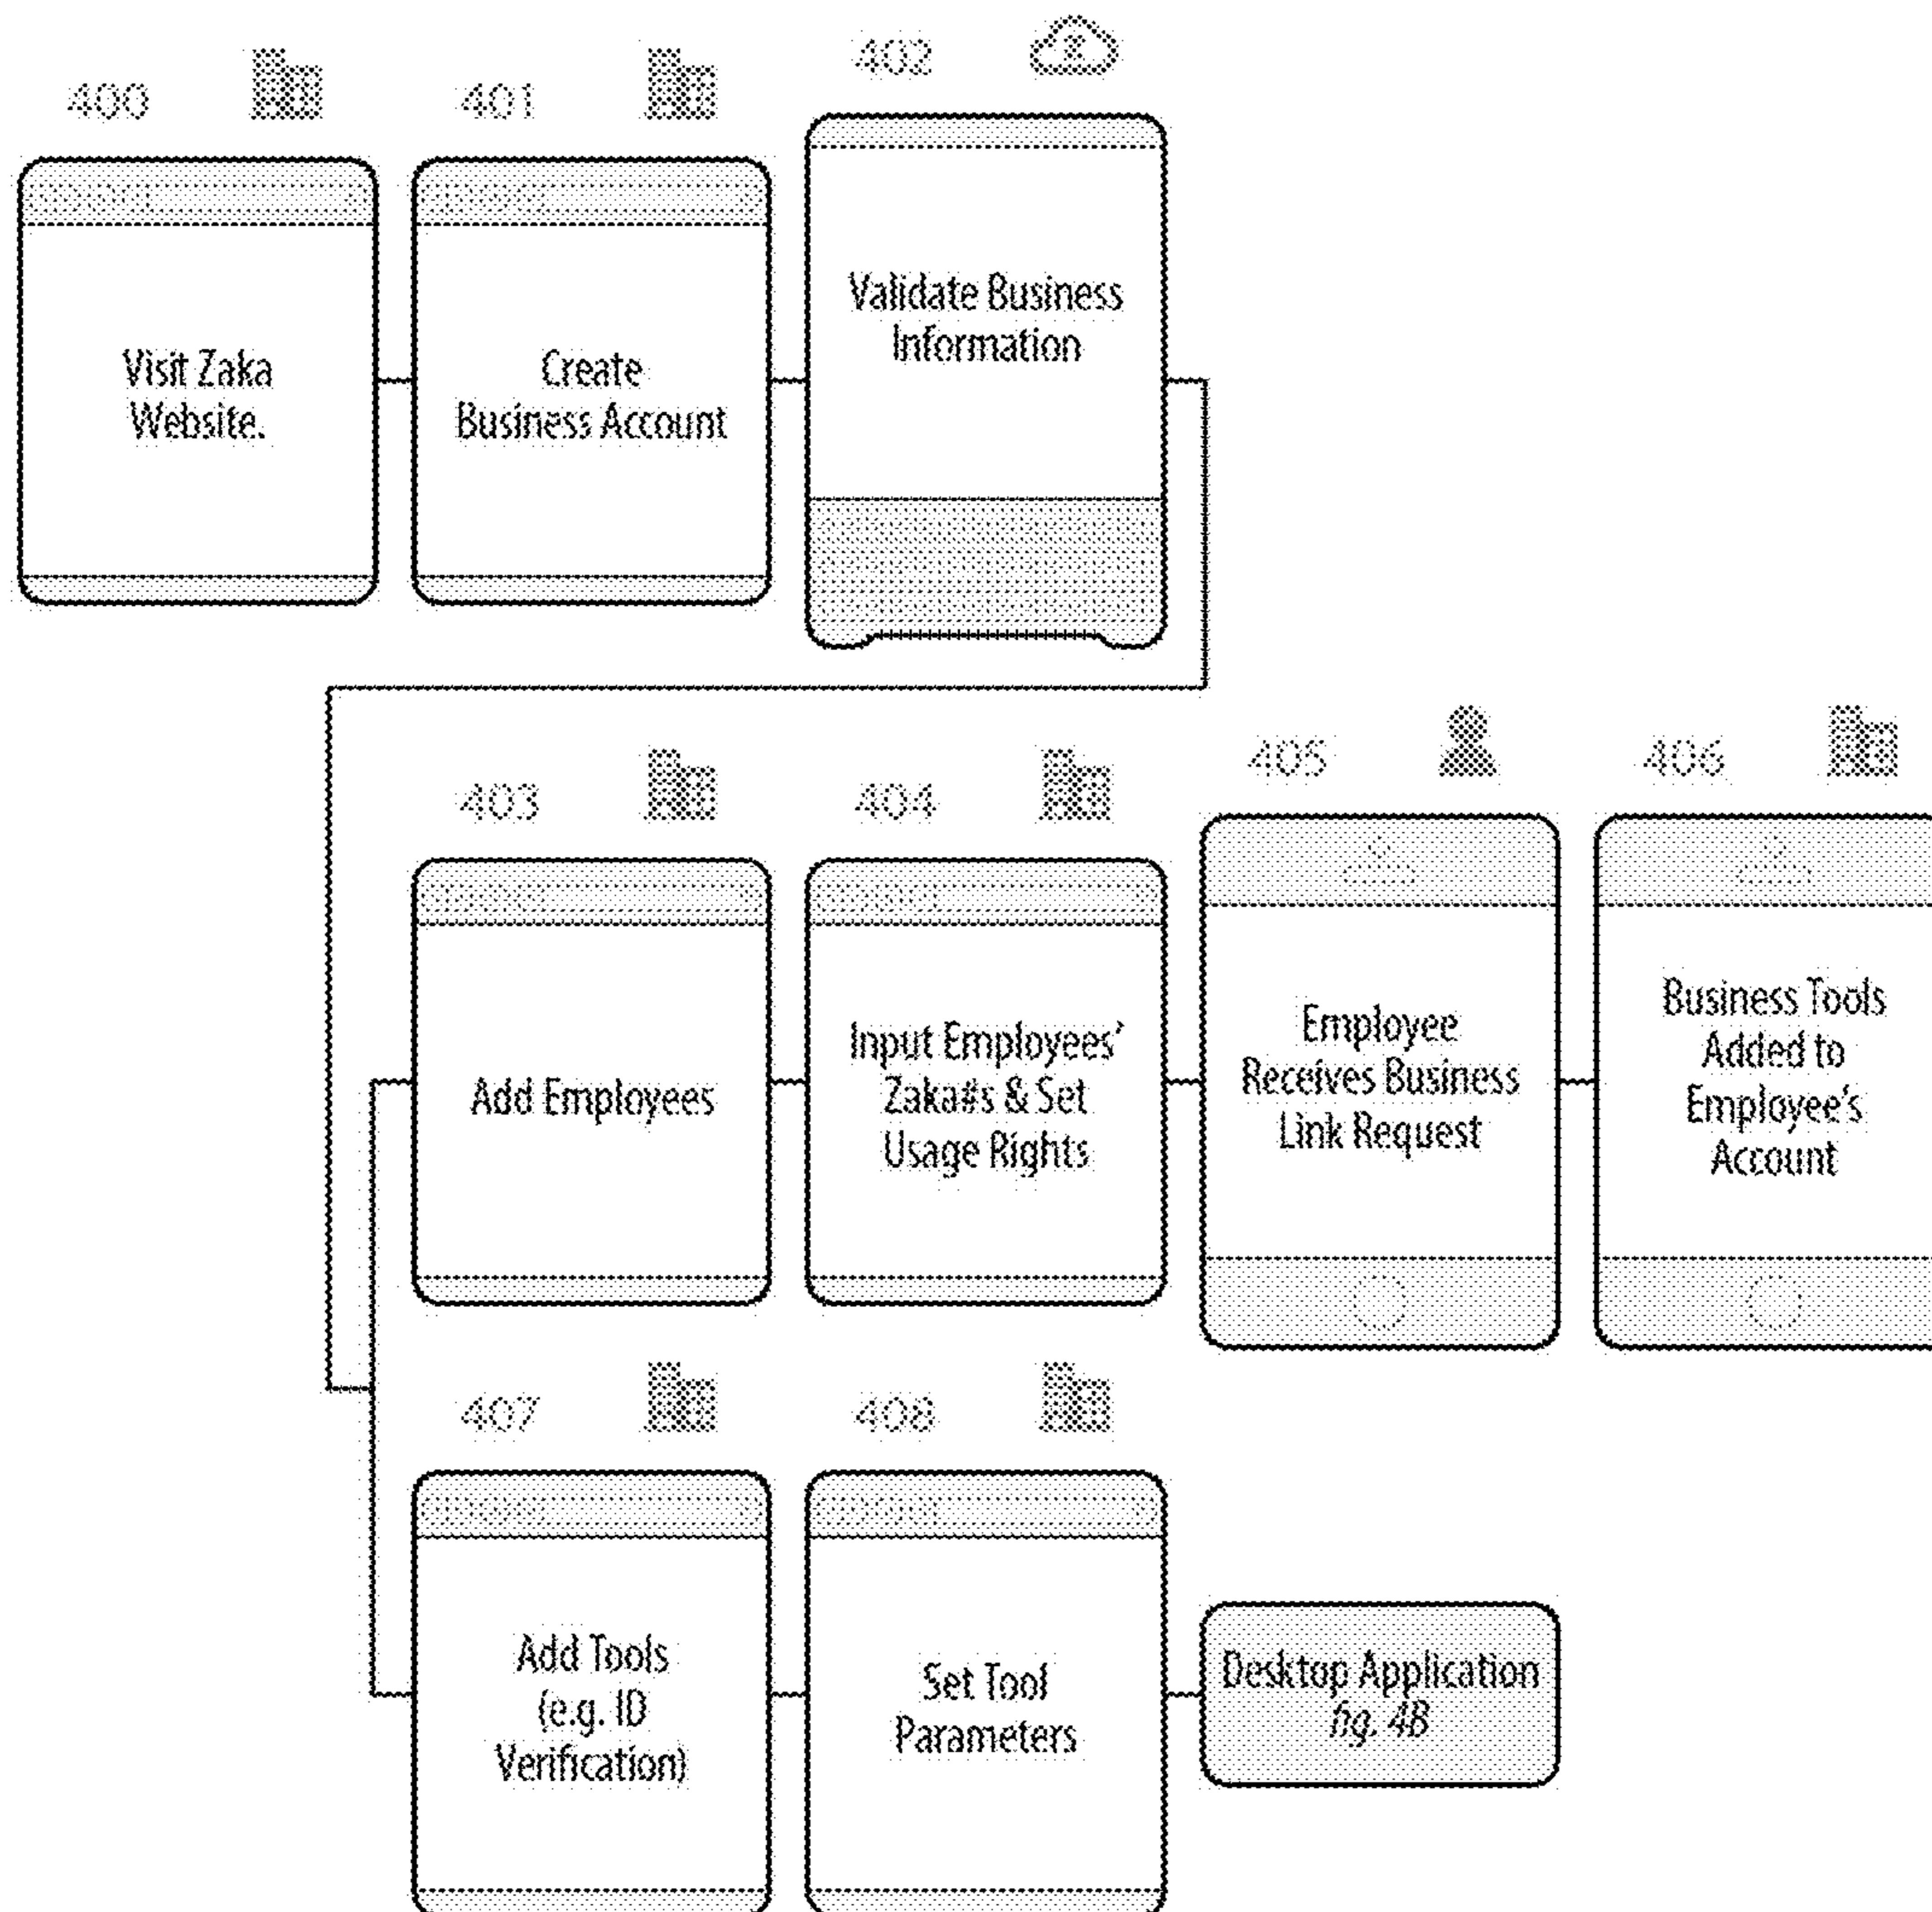 400
401
402
Visit Zaka
Website.
Create
Business Account
Validate Business
Information
403
404
405
406
Add Employees
Input Employees'
Zaka#s & Set
Usage Rights
Employee
Receives Business
Link Request
Business Tools
Added to
Employee's
Account
407
408
Add Tools
(e.g. ID
Verification)
Set Tool
Parameters
Desktop Application
fig. 4B